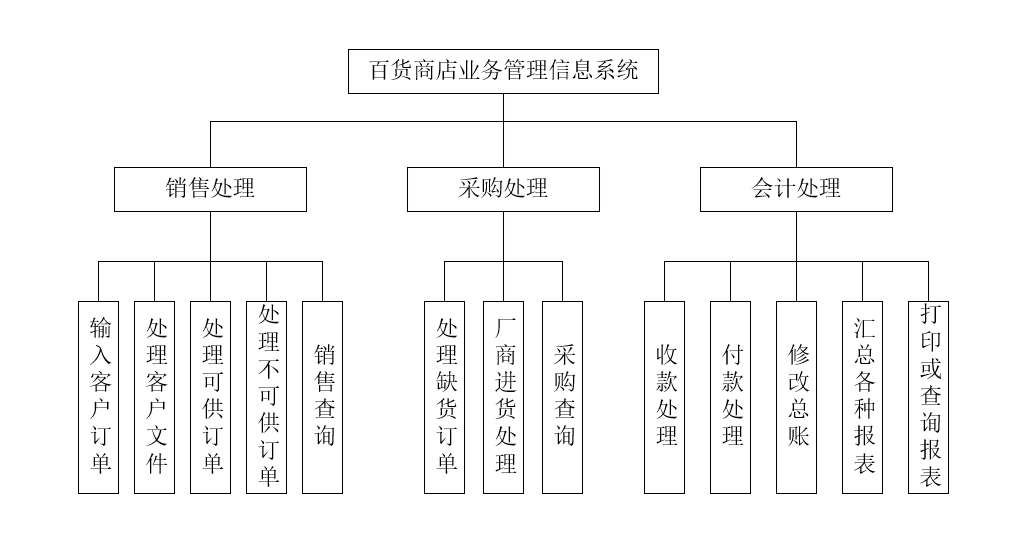 百货商店业务管理信息系统
销售处理
采购处理
会计处理
输入客户订单
处理客户文件
处理可供订单
处理不可供订单
销售查询
处理缺货订单
厂商进货处理
采购查询
收款处理
付款处理
修改总账
汇总各种报表
打印或查询报表